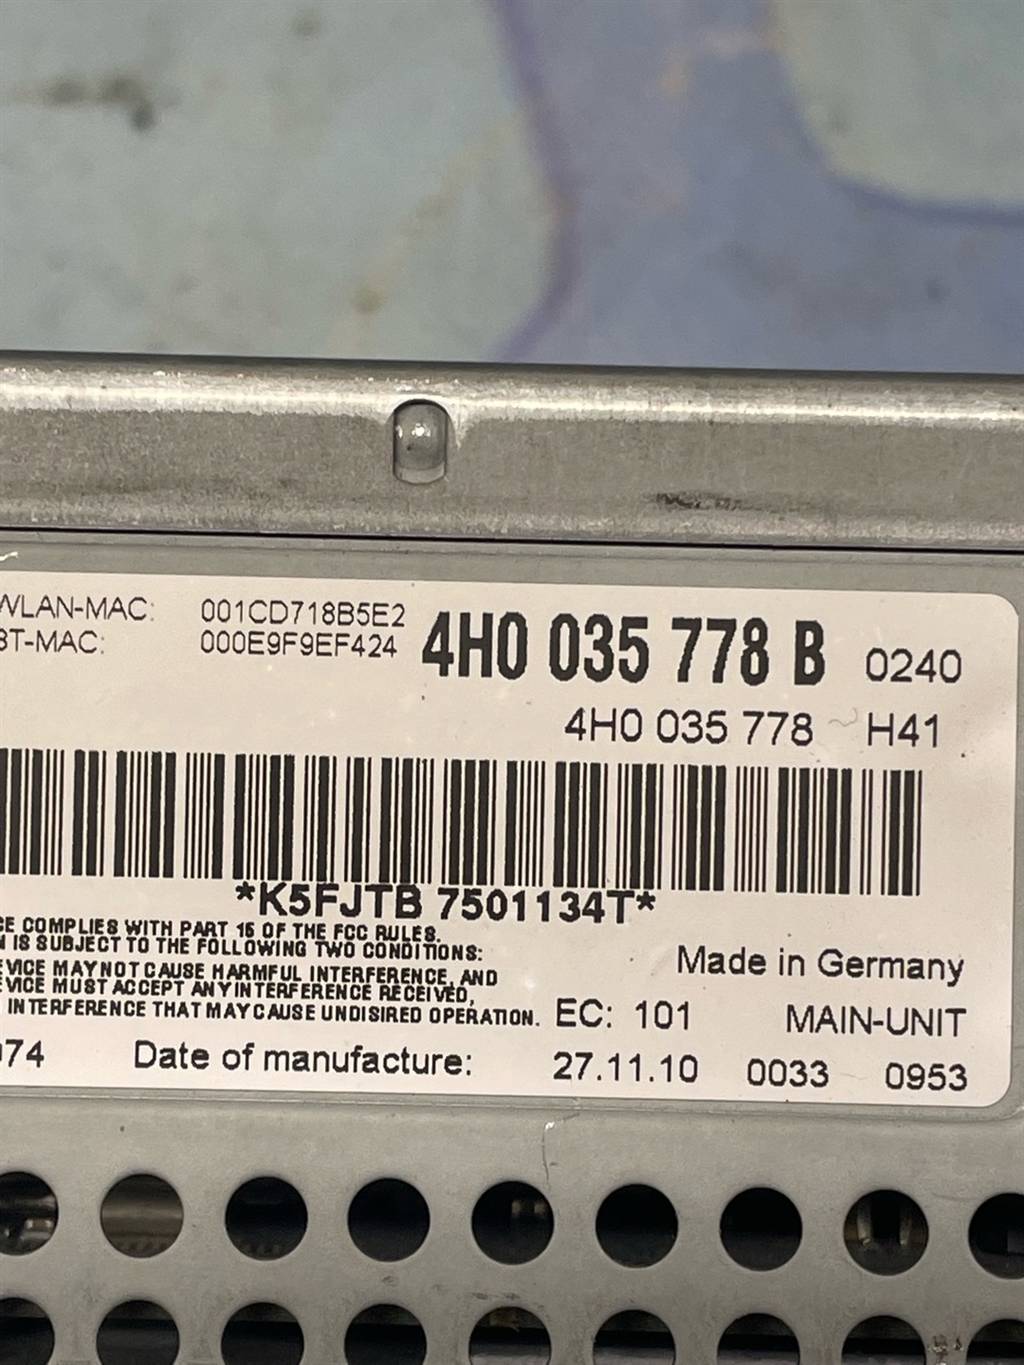 WLAN-MAC: 001CD718B5E2
BT-MAC: 000E9F9EF424
4H0 035 778 B 0240
4H0 035 778 H41
*K5FJTB 7501134T*
CE COMPLIES WITH PART 15 OF THE FCC RULES.
N IS SUBJECT TO THE FOLLOWING TWO CONDITIONS:
EVICE MAY NOT CAUSE HARMFUL INTERFERENCE, AND
EVICE MUST ACCEPT ANY INTERFERENCE RECEIVED,
INTERFERENCE THAT MAY CAUSE UNDISIRED OPERATION.
Made in Germany
EC: 101 MAIN-UNIT
074 Date of manufacture: 27.11.10 0033 0953